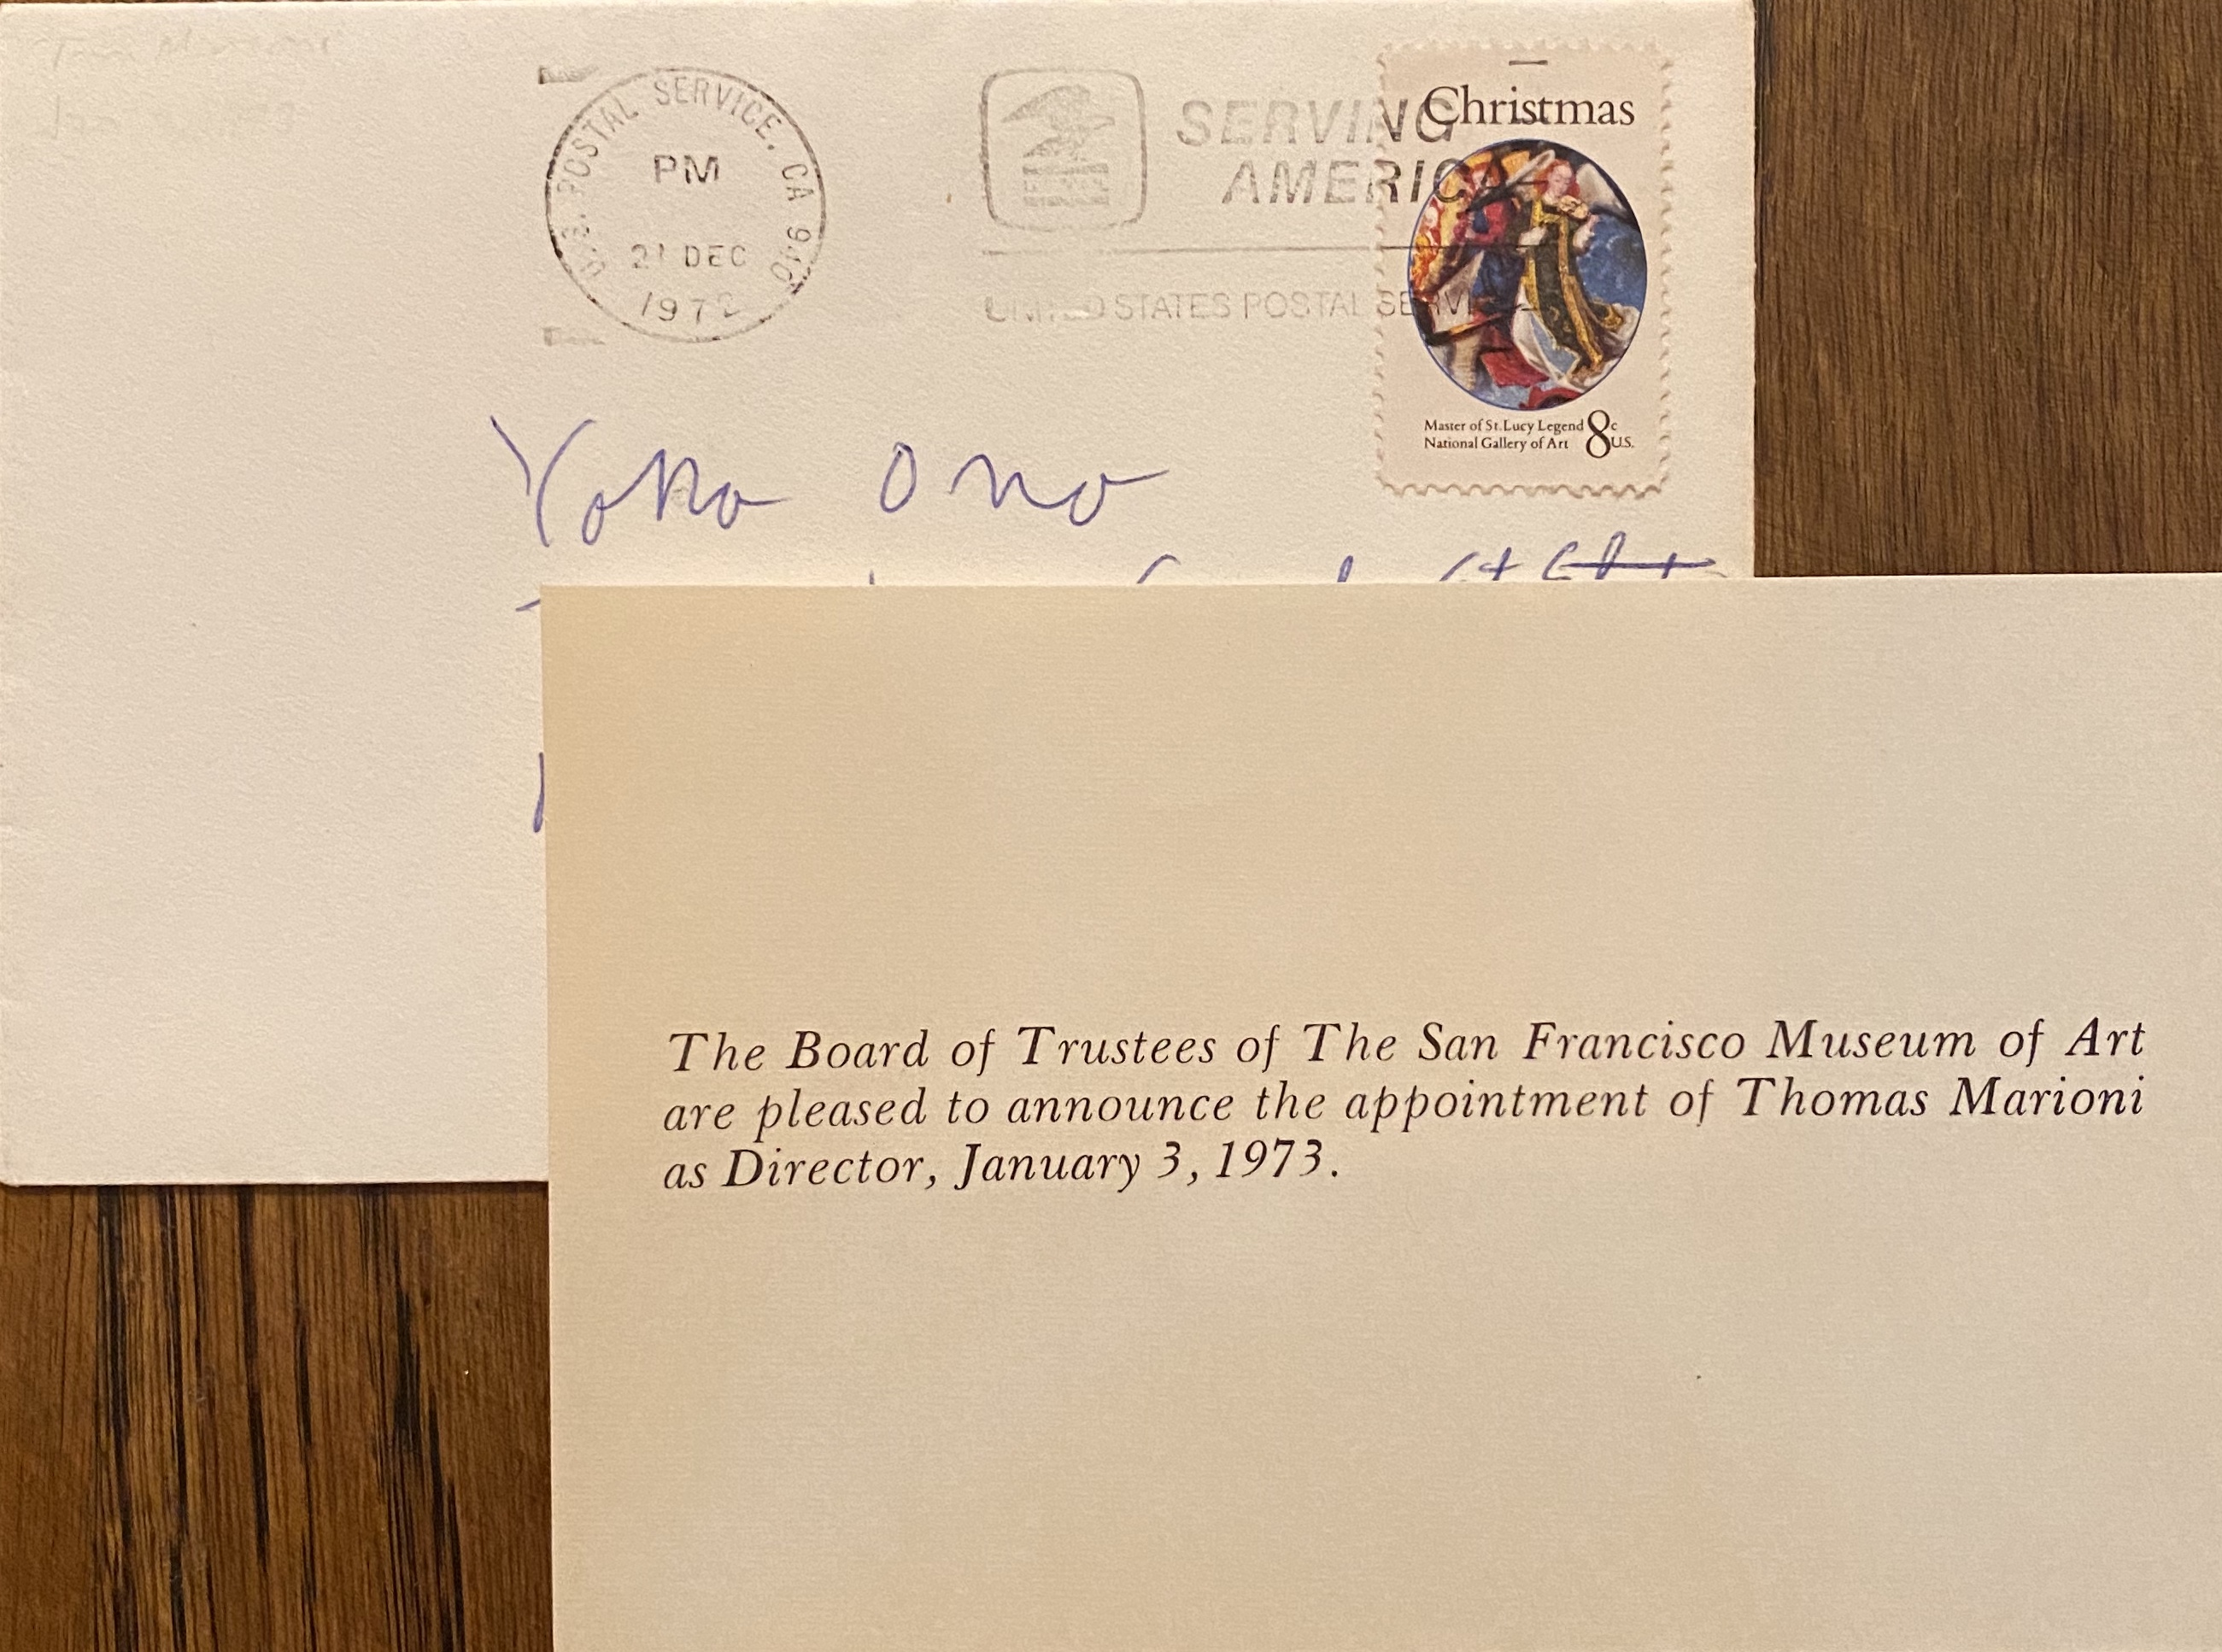 U.S. POSTAL SERVICE, CA
PM
21 DEC
1972
SERVING
AMERICA
UNITED STATES POSTAL SERVICE
Christmas
Master of St. Lucy Legend
National Gallery of Art
8c
U.S.
Yoko Ono
The Board of Trustees of The San Francisco Museum of Art
are pleased to announce the appointment of Thomas Marioni
as Director, January 3, 1973.